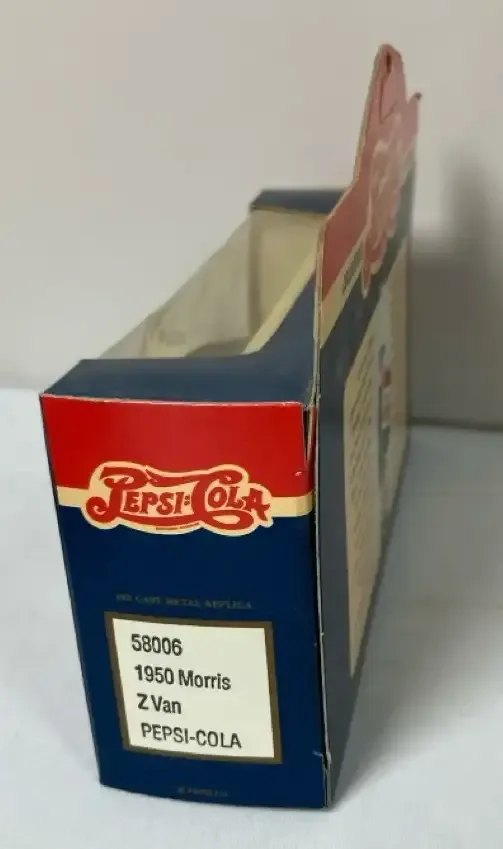 PEPSI-COLA
DIE CAST METAL REPLICA
58006
1950 Morris
Z Van
PEPSI-COLA